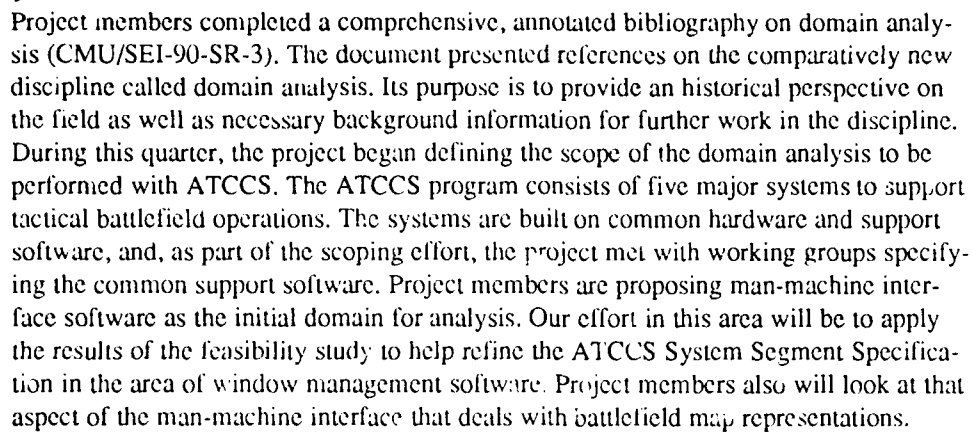 Project members completed a comprehensive, annotated bibliography on domain analy-
sis (CMU/SEI-90-SR-3). The document presented references on the comparatively new
discipline called domain analysis. Its purpose is to provide an historical perspective on
the field as well as necessary background information for further work in the discipline.
During this quarter, the project began defining the scope of the domain analysis to be
performed with ATCCS. The ATCCS program consists of five major systems to support
tactical battlefield operations. The systems are built on common hardware and support
software, and, as part of the scoping effort, the project met with working groups specify-
ing the common support software. Project members are proposing man-machine inter-
face software as the initial domain for analysis. Our effort in this area will be to apply
the results of the feasibility study to help refine the ATCCS System Segment Specifica-
tion in the area of window management software. Project members also will look at that
aspect of the man-machine interface that deals with battlefield map representations.